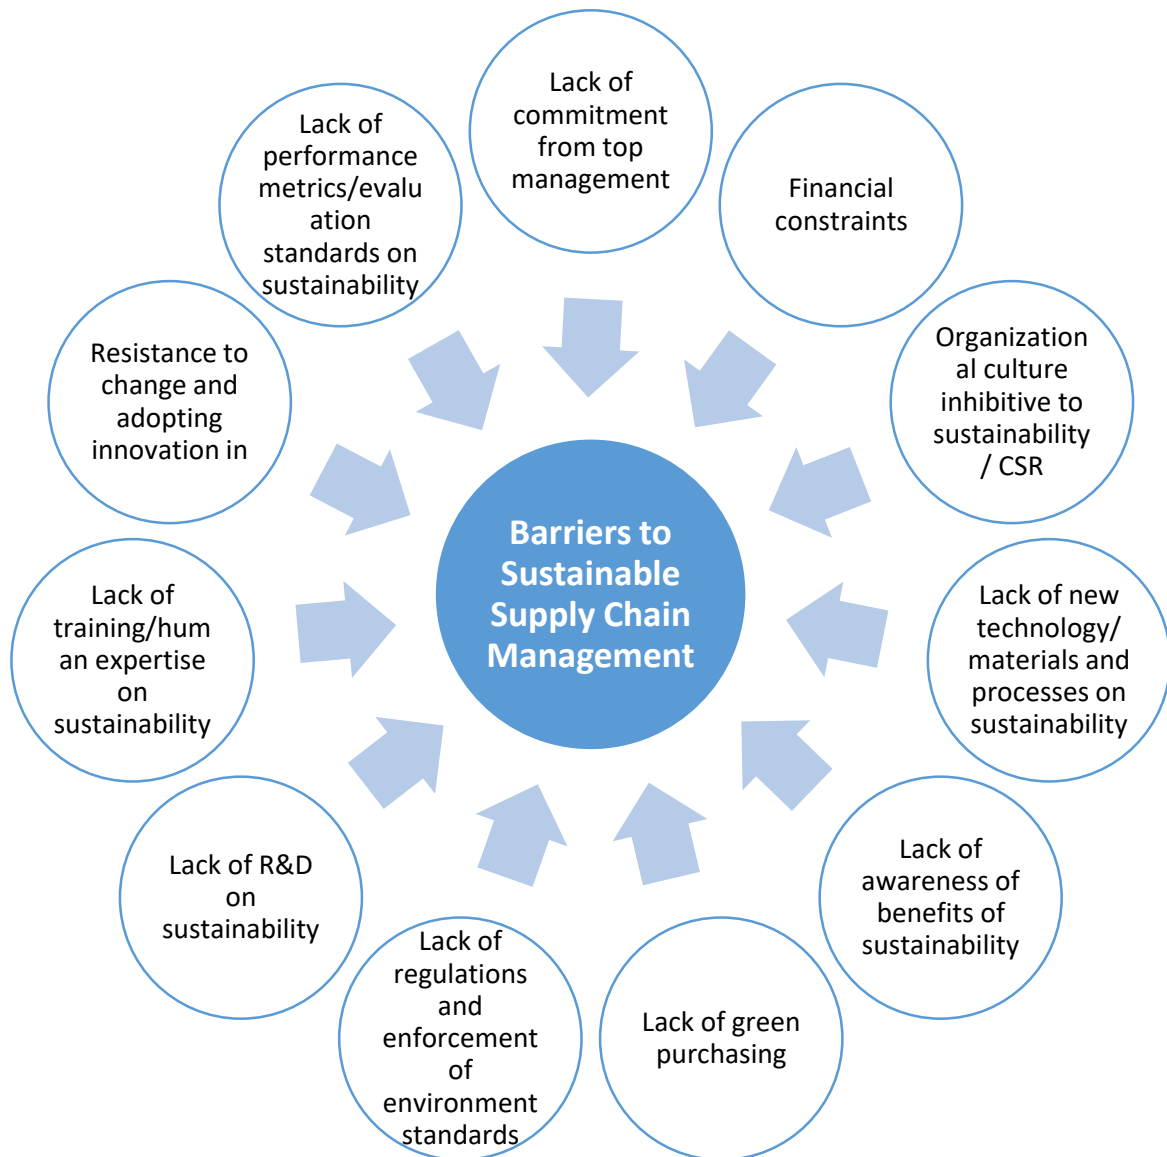 Lack of
commitment
from top
management
Financial
constraints
Organization
al culture
inhibitive to
sustainability
/ CSR
Lack of new
technology/
materials and
processes on
sustainability
Lack of
awareness of
benefits of
sustainability
Lack of green
purchasing
Lack of
regulations
and
enforcement
of
environment
standards
Lack of R&D
on
sustainability
Lack of
training/hum
an expertise
on
sustainability
Resistance to
change and
adopting
innovation in
Lack of
performance
metrics/evalu
ation
standards on
sustainability
Barriers to
Sustainable
Supply Chain
Management